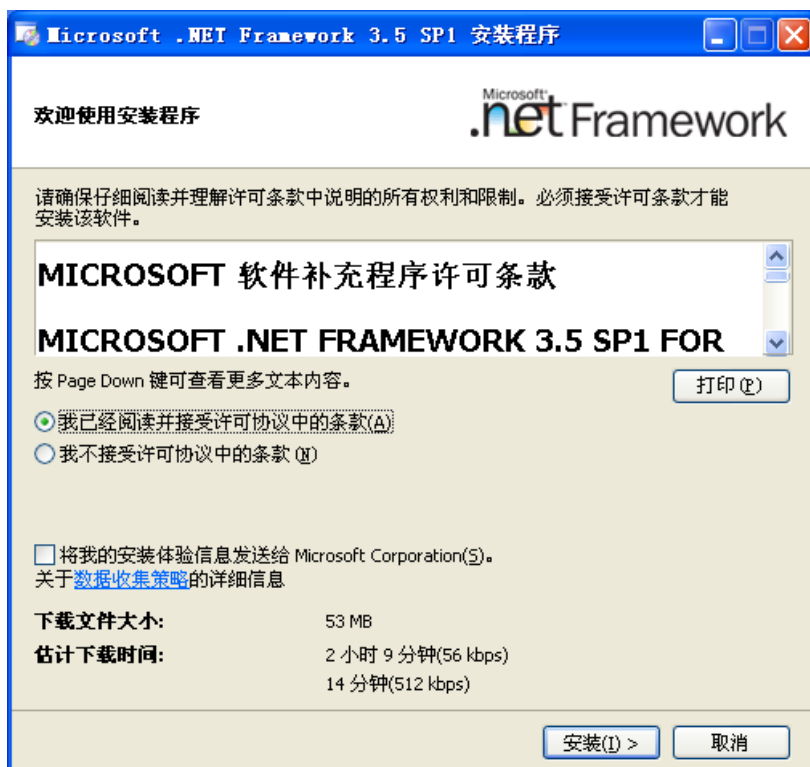 Microsoft .NET Framework 3.5 SP1 安装程序
欢迎使用安装程序
Microsoft
.net Framework
请确保仔细阅读并理解许可条款中说明的所有权利和限制。必须接受许可条款才能
安装该软件。
MICROSOFT 软件补充程序许可条款
MICROSOFT .NET FRAMEWORK 3.5 SP1 FOR
按 Page Down 键可查看更多文本内容。
打印(P)
我已经阅读并接受许可协议中的条款(A)
我不接受许可协议中的条款(N)
将我的安装体验信息发送给 Microsoft Corporation(S)。
关于数据收集策略的详细信息
下载文件大小: 53 MB
估计下载时间: 2 小时 9 分钟(56 kbps)
14 分钟(512 kbps)
安装(I) > 取消